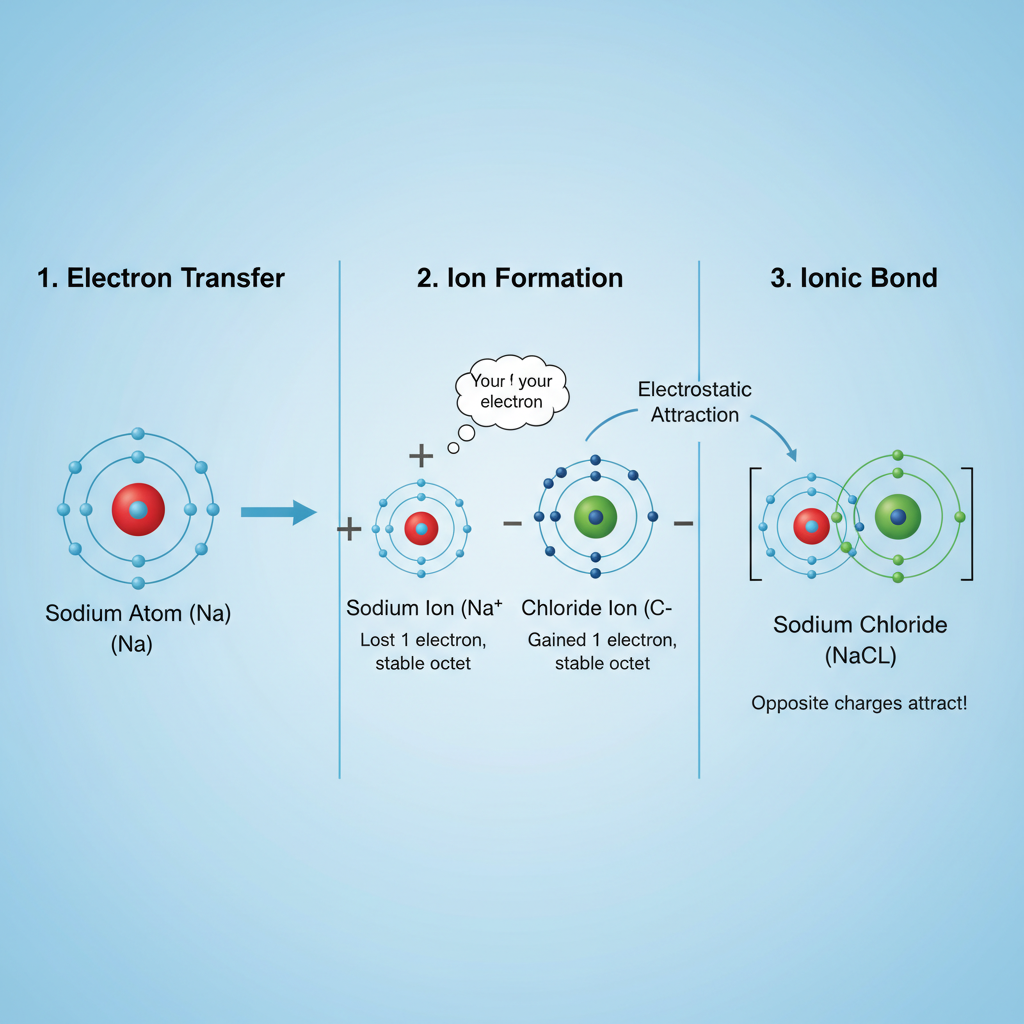 1. Electron Transfer
Sodium Atom (Na)
(Na)
2. Ion Formation
Your your
electron
+
+
−
−
Sodium Ion (Na⁺
Lost 1 electron,
stable octet
Chloride Ion (C-
Gained 1 electron,
stable octet
Electrostatic
Attraction
3. Ionic Bond
Sodium Chloride
(NaCL)
Opposite charges attract!